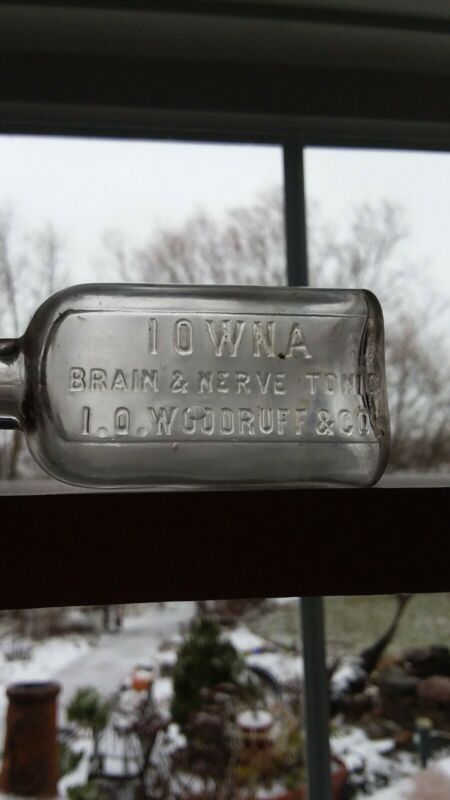 IOWNA
BRAIN & NERVE TONIC
I.O.WOODRUFF & CO